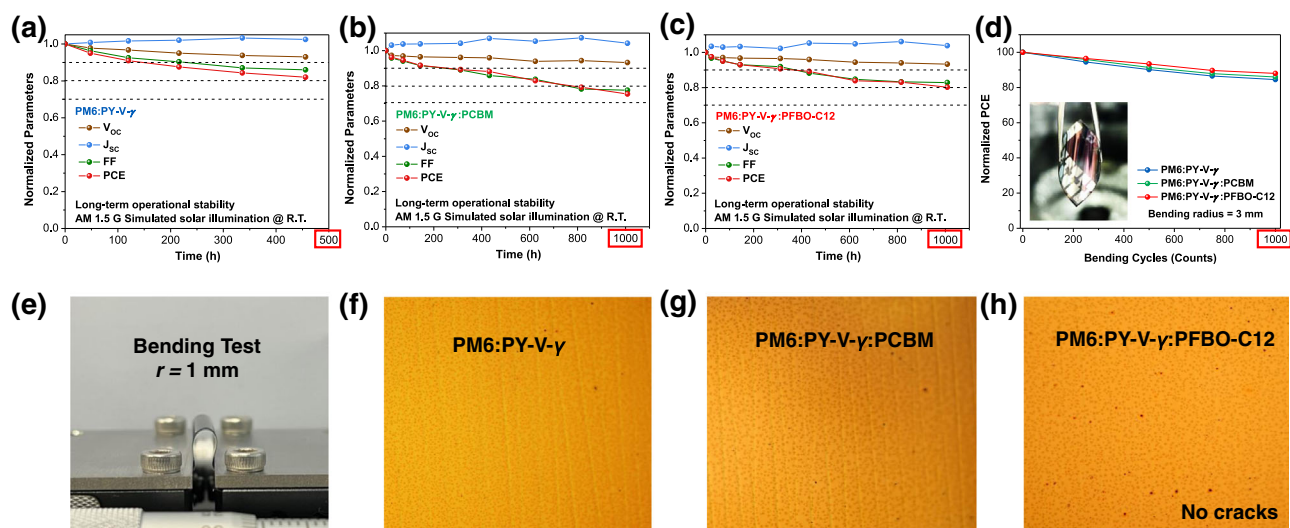 (a)
Normalized Parameters
1.0
0.8
0.6
0.4
0.2
0.0
PM6:PY-V-γ
V_OC
J_SC
FF
PCE
Long-term operational stability
AM 1.5 G Simulated solar illumination @ R.T.
0 100 200 300 400 500
Time (h)
(b)
Normalized Parameters
1.0
0.8
0.6
0.4
0.2
0.0
PM6:PY-V-γ:PCBM
V_OC
J_SC
FF
PCE
Long-term operational stability
AM 1.5 G Simulated solar illumination @ R.T.
0 200 400 600 800 1000
Time (h)
(c)
Normalized Parameters
1.0
0.8
0.6
0.4
0.2
0.0
PM6:PY-V-γ:PFBO-C12
V_OC
J_SC
FF
PCE
Long-term operational stability
AM 1.5 G Simulated solar illumination @ R.T.
0 200 400 600 800 1000
Time (h)
(d)
Normalized PCE
100
80
60
40
20
0
PM6:PY-V-γ
PM6:PY-V-γ:PCBM
PM6:PY-V-γ:PFBO-C12
Bending radius = 3 mm
0 200 400 600 800 1000
Bending Cycles (Counts)
(e)
Bending Test
r = 1 mm
(f)
PM6:PY-V-γ
(g)
PM6:PY-V-γ:PCBM
(h)
PM6:PY-V-γ:PFBO-C12
No cracks